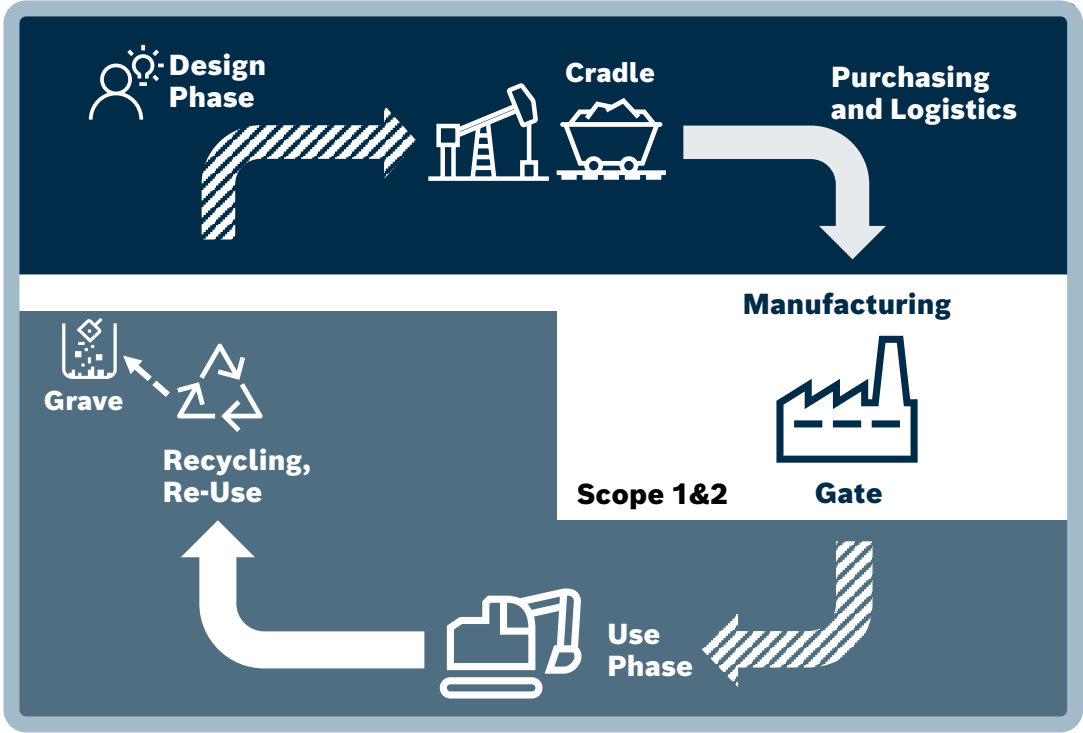 Design
Phase
Cradle
Purchasing
and Logistics
Manufacturing
Grave
Recycling,
Re-Use
Scope 1&2
Gate
Use
Phase